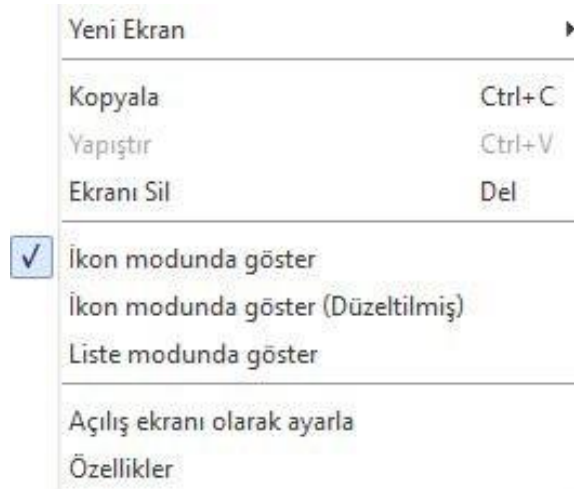 Yeni Ekran
Kopyala Ctrl+C
Yapıştır Ctrl+V
Ekranı Sil Del
İkon modunda göster
İkon modunda göster (Düzeltilmiş)
Liste modunda göster
Açılış ekranı olarak ayarla
Özellikler